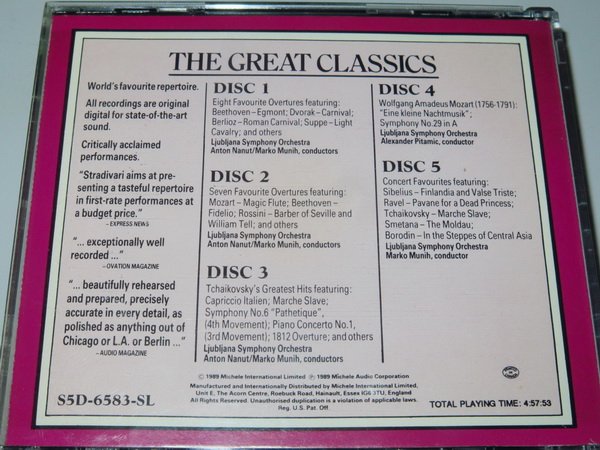 THE GREAT CLASSICS
World's favourite repertoire.
All recordings are original
digital for state-of-the-art
sound.
Critically acclaimed
performances.
"Stradivari aims at pre-
senting a tasteful repertoire
in first-rate performances at
a budget price."
– EXPRESS NEWS
"... exceptionally well
recorded ..."
– OVATION MAGAZINE
"... beautifully rehearsed
and prepared, precisely
accurate in every detail, as
polished as anything out of
Chicago or L.A. or Berlin ..."
– AUDIO MAGAZINE
S5D-6583-SL
DISC 1
Eight Favourite Overtures featuring:
Beethoven – Egmont; Dvorak – Carnival;
Berlioz – Roman Carnival; Suppe – Light
Cavalry; and others
Ljubljana Symphony Orchestra
Anton Nanut/Marko Munih, conductors
DISC 2
Seven Favourite Overtures featuring:
Mozart – Magic Flute; Beethoven –
Fidelio; Rossini – Barber of Seville and
William Tell; and others
Ljubljana Symphony Orchestra
Anton Nanut/Marko Munih, conductors
DISC 3
Tchaikovsky's Greatest Hits featuring:
Capriccio Italien; Marche Slave;
Symphony No.6 "Pathetique",
(4th Movement); Piano Concerto No.1,
(3rd Movement); 1812 Overture; and others
Ljubljana Symphony Orchestra
Anton Nanut/Marko Munih, conductors
DISC 4
Wolfgang Amadeus Mozart (1756-1791):
"Eine kleine Nachtmusik";
Symphony No.29 in A
Ljubljana Symphony Orchestra
Alexander Pitamic, conductor
DISC 5
Concert Favourites featuring:
Sibelius – Finlandia and Valse Triste;
Ravel – Pavane for a Dead Princess;
Tchaikovsky – Marche Slave;
Smetana – The Moldau;
Borodin – In the Steppes of Central Asia
Ljubljana Symphony Orchestra
Marko Munih, conductor
© 1989 Michele International Limited ℗ 1989 Michele Audio Corporation
Manufactured and Internationally Distributed by Michele International Limited,
Unit E, The Acorn Centre, Roebuck Road, Hainault, Essex IG6 3TU, England
All Rights Reserved. Unauthorised duplication is a violation of applicable laws.
Reg. U.S. Pat. Off.
MCM
TOTAL PLAYING TIME: 4:57:53